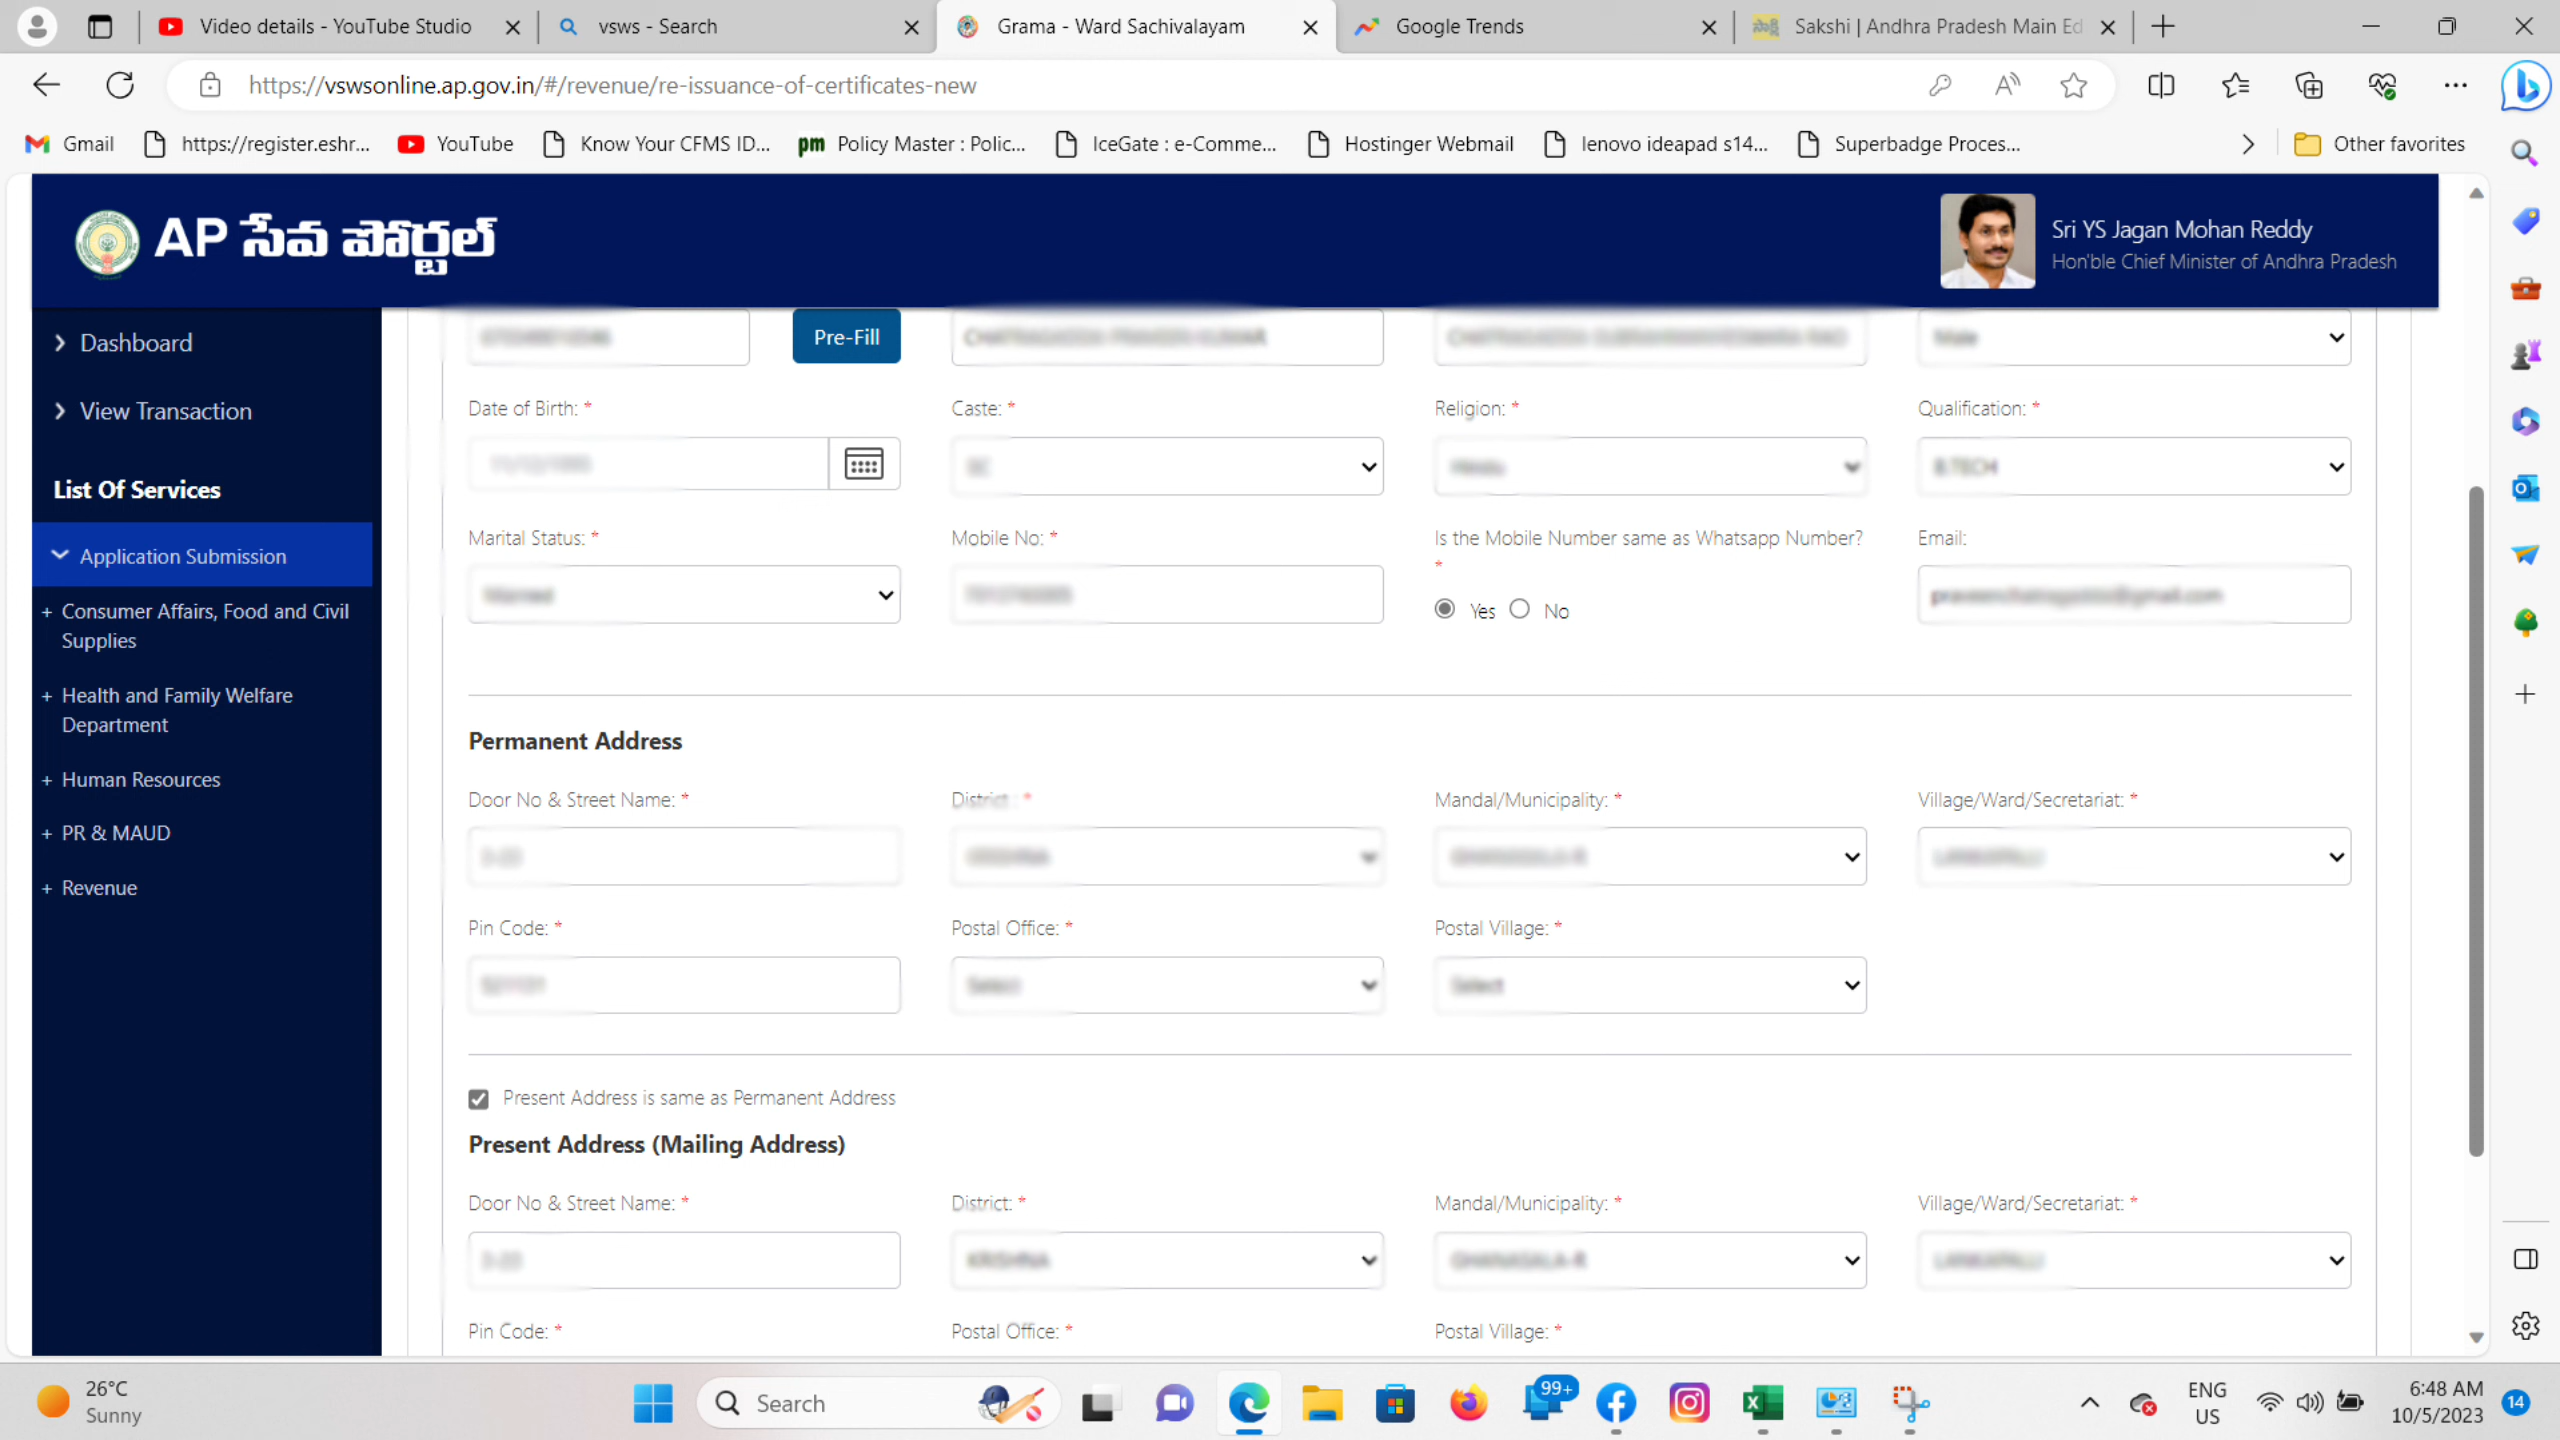 Video details - YouTube Studio
vsws - Search
Grama - Ward Sachivalayam
Google Trends
Sakshi | Andhra Pradesh Main Ed
https://vswsonline.ap.gov.in/#/revenue/re-issuance-of-certificates-new
Gmail
https://register.eshr...
YouTube
Know Your CFMS ID...
pm Policy Master : Polic...
IceGate : e-Comme...
Hostinger Webmail
lenovo ideapad s14...
Superbadge Proces...
Other favorites
AP సేవ పోర్టల్
Sri YS Jagan Mohan Reddy
Hon'ble Chief Minister of Andhra Pradesh
Dashboard
View Transaction
List Of Services
Application Submission
+ Consumer Affairs, Food and Civil
Supplies
+ Health and Family Welfare
Department
+ Human Resources
+ PR & MAUD
+ Revenue
Pre-Fill
Date of Birth: *
Caste: *
Religion: *
Qualification: *
Marital Status: *
Mobile No: *
Is the Mobile Number same as Whatsapp Number?
*
Email:
Yes
No
Permanent Address
Door No & Street Name: *
District : *
Mandal/Municipality: *
Village/Ward/Secretariat: *
Pin Code: *
Postal Office: *
Postal Village: *
Present Address is same as Permanent Address
Present Address (Mailing Address)
Door No & Street Name: *
District: *
Mandal/Municipality: *
Village/Ward/Secretariat: *
Pin Code: *
Postal Office: *
Postal Village: *
26°C
Sunny
Search
99+
ENG
US
6:48 AM
10/5/2023
14